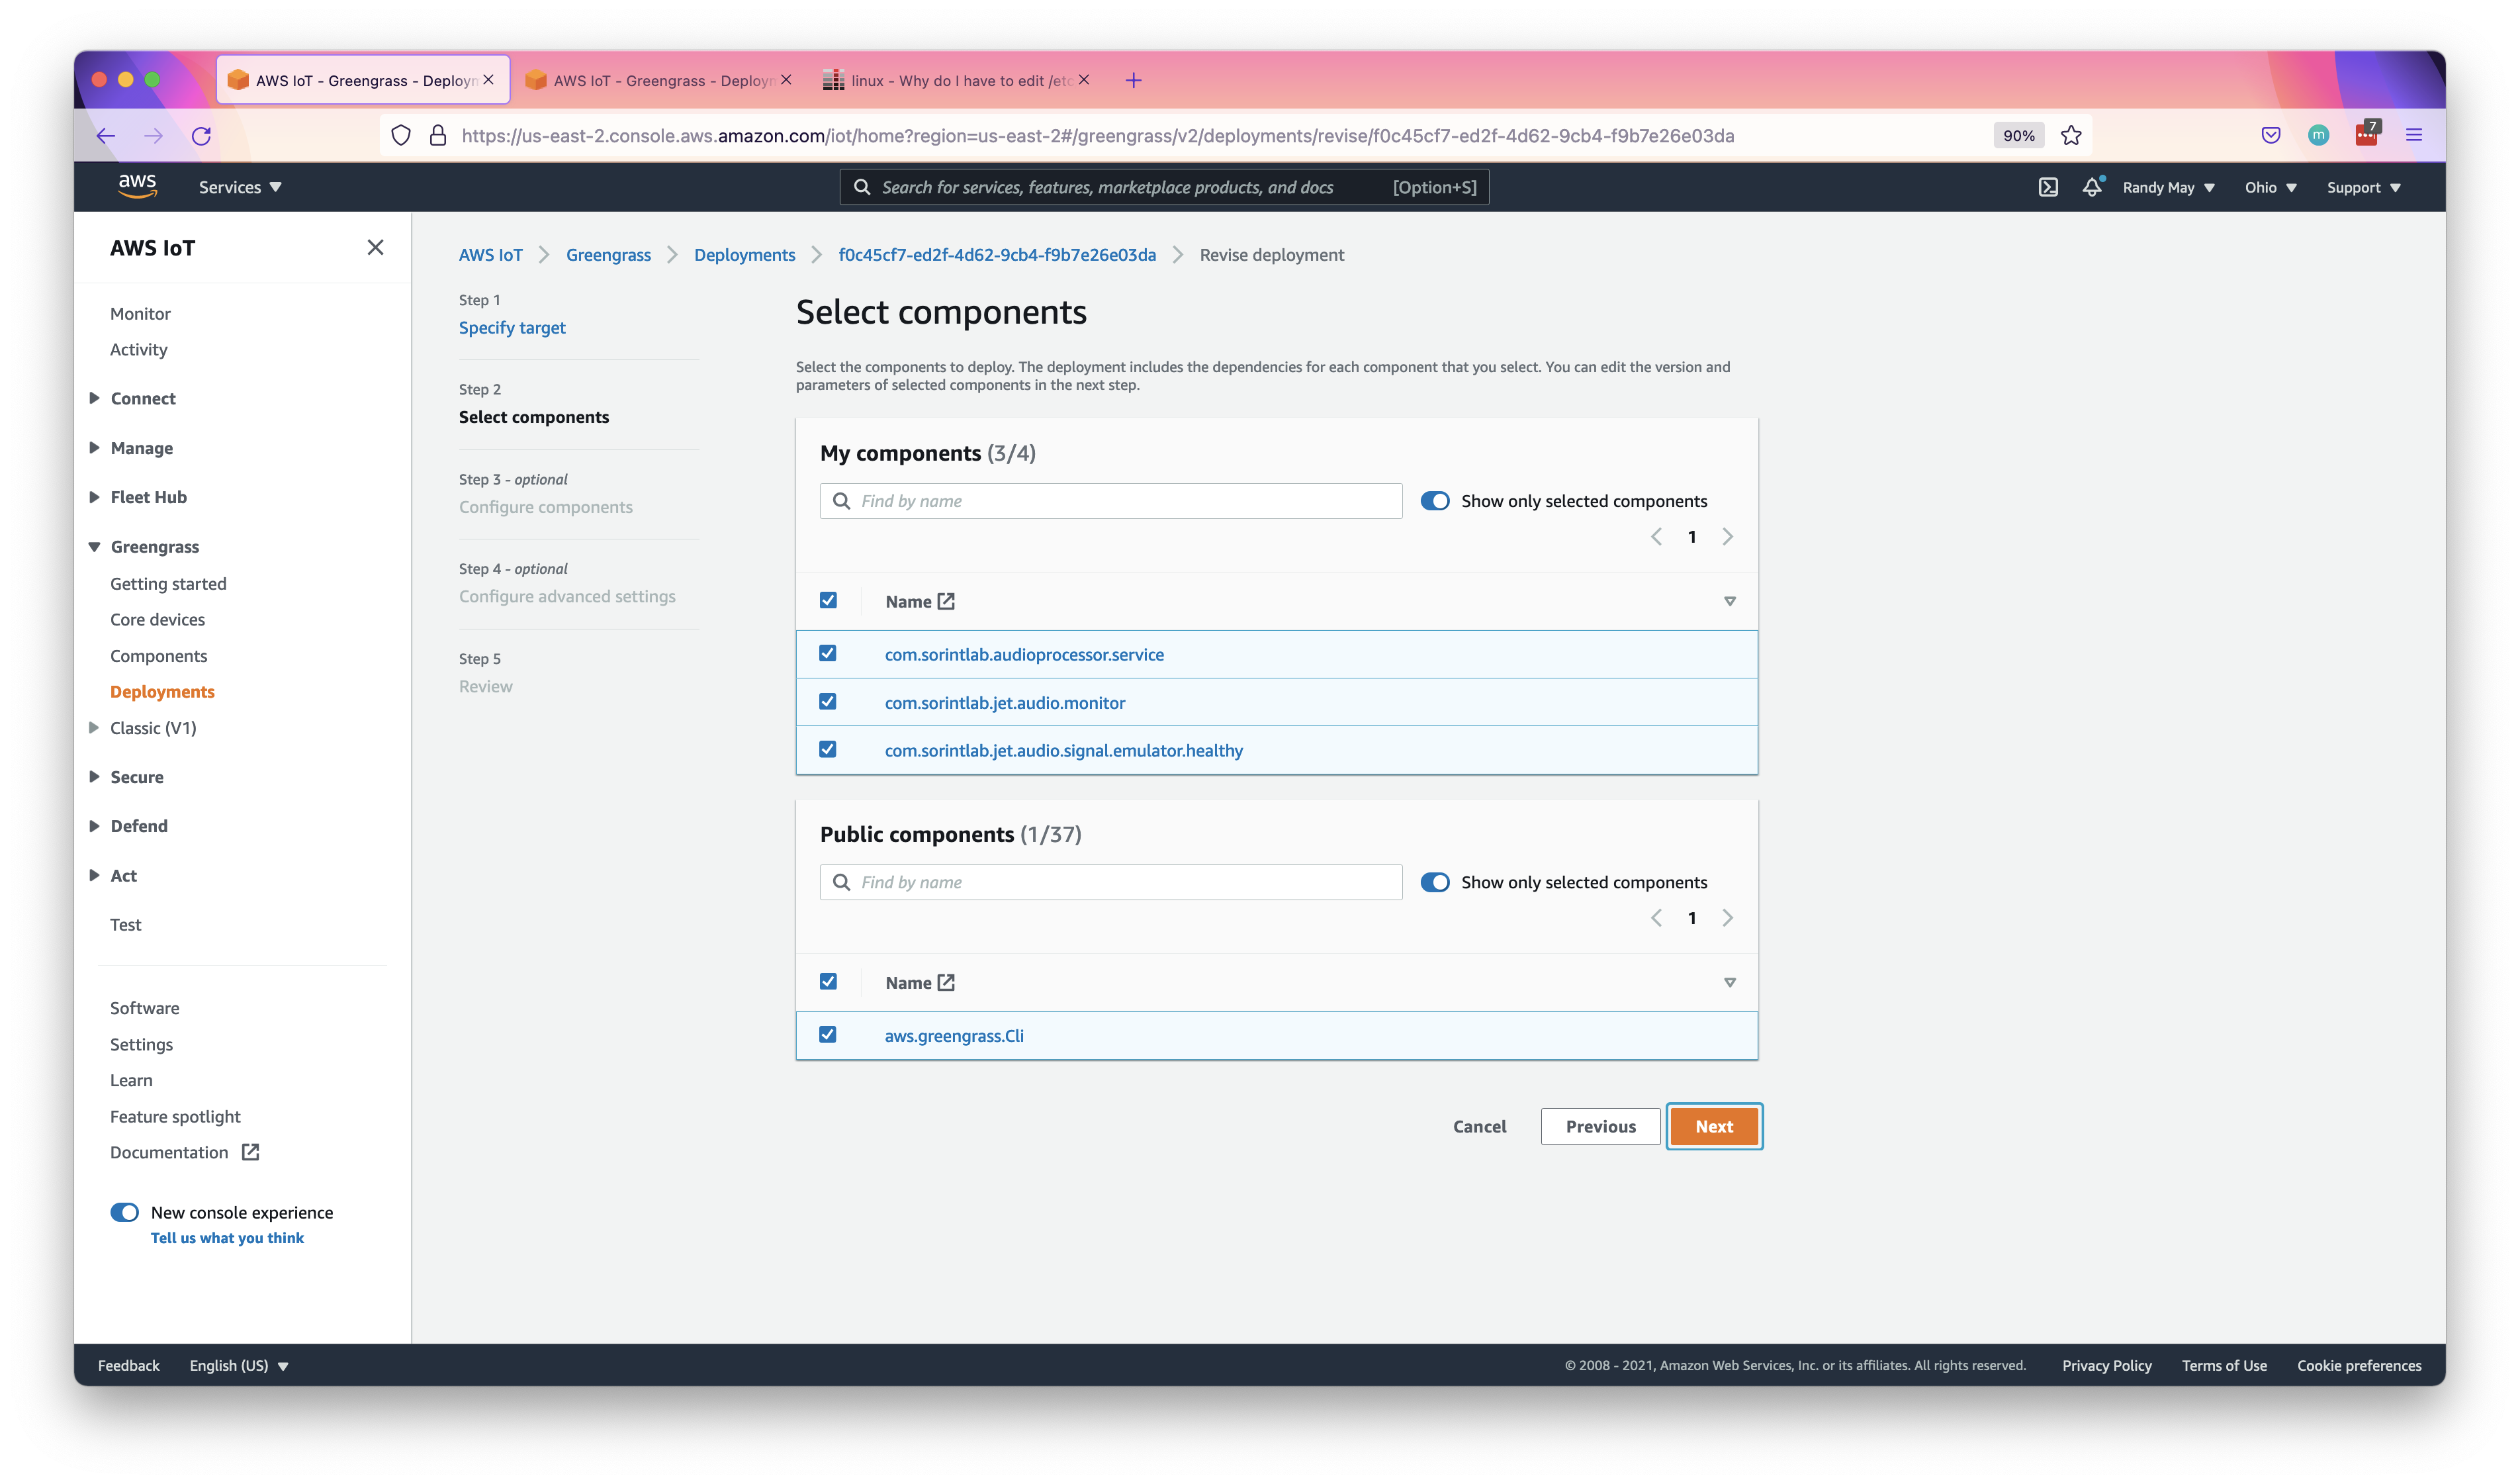 AWS IoT - Greengrass - Deploym
AWS IoT - Greengrass - Deploym
linux - Why do I have to edit /etc
https://us-east-2.console.aws.amazon.com/iot/home?region=us-east-2#/greengrass/v2/deployments/revise/f0c45cf7-ed2f-4d62-9cb4-f9b7e26e03da
90%
m
7
aws
Services
Search for services, features, marketplace products, and docs
[Option+S]
Randy May
Ohio
Support
AWS IoT
Monitor
Activity
Connect
Manage
Fleet Hub
Greengrass
Getting started
Core devices
Components
Deployments
Classic (V1)
Secure
Defend
Act
Test
Software
Settings
Learn
Feature spotlight
Documentation
New console experience
Tell us what you think
AWS IoT
Greengrass
Deployments
f0c45cf7-ed2f-4d62-9cb4-f9b7e26e03da
Revise deployment
Step 1
Specify target
Step 2
Select components
Step 3 - optional
Configure components
Step 4 - optional
Configure advanced settings
Step 5
Review
Select components
Select the components to deploy. The deployment includes the dependencies for each component that you select. You can edit the version and
parameters of selected components in the next step.
My components (3/4)
Find by name
Show only selected components
1
Name
com.sorintlab.audioprocessor.service
com.sorintlab.jet.audio.monitor
com.sorintlab.jet.audio.signal.emulator.healthy
Public components (1/37)
Find by name
Show only selected components
1
Name
aws.greengrass.Cli
Cancel
Previous
Next
Feedback
English (US)
© 2008 - 2021, Amazon Web Services, Inc. or its affiliates. All rights reserved.
Privacy Policy
Terms of Use
Cookie preferences